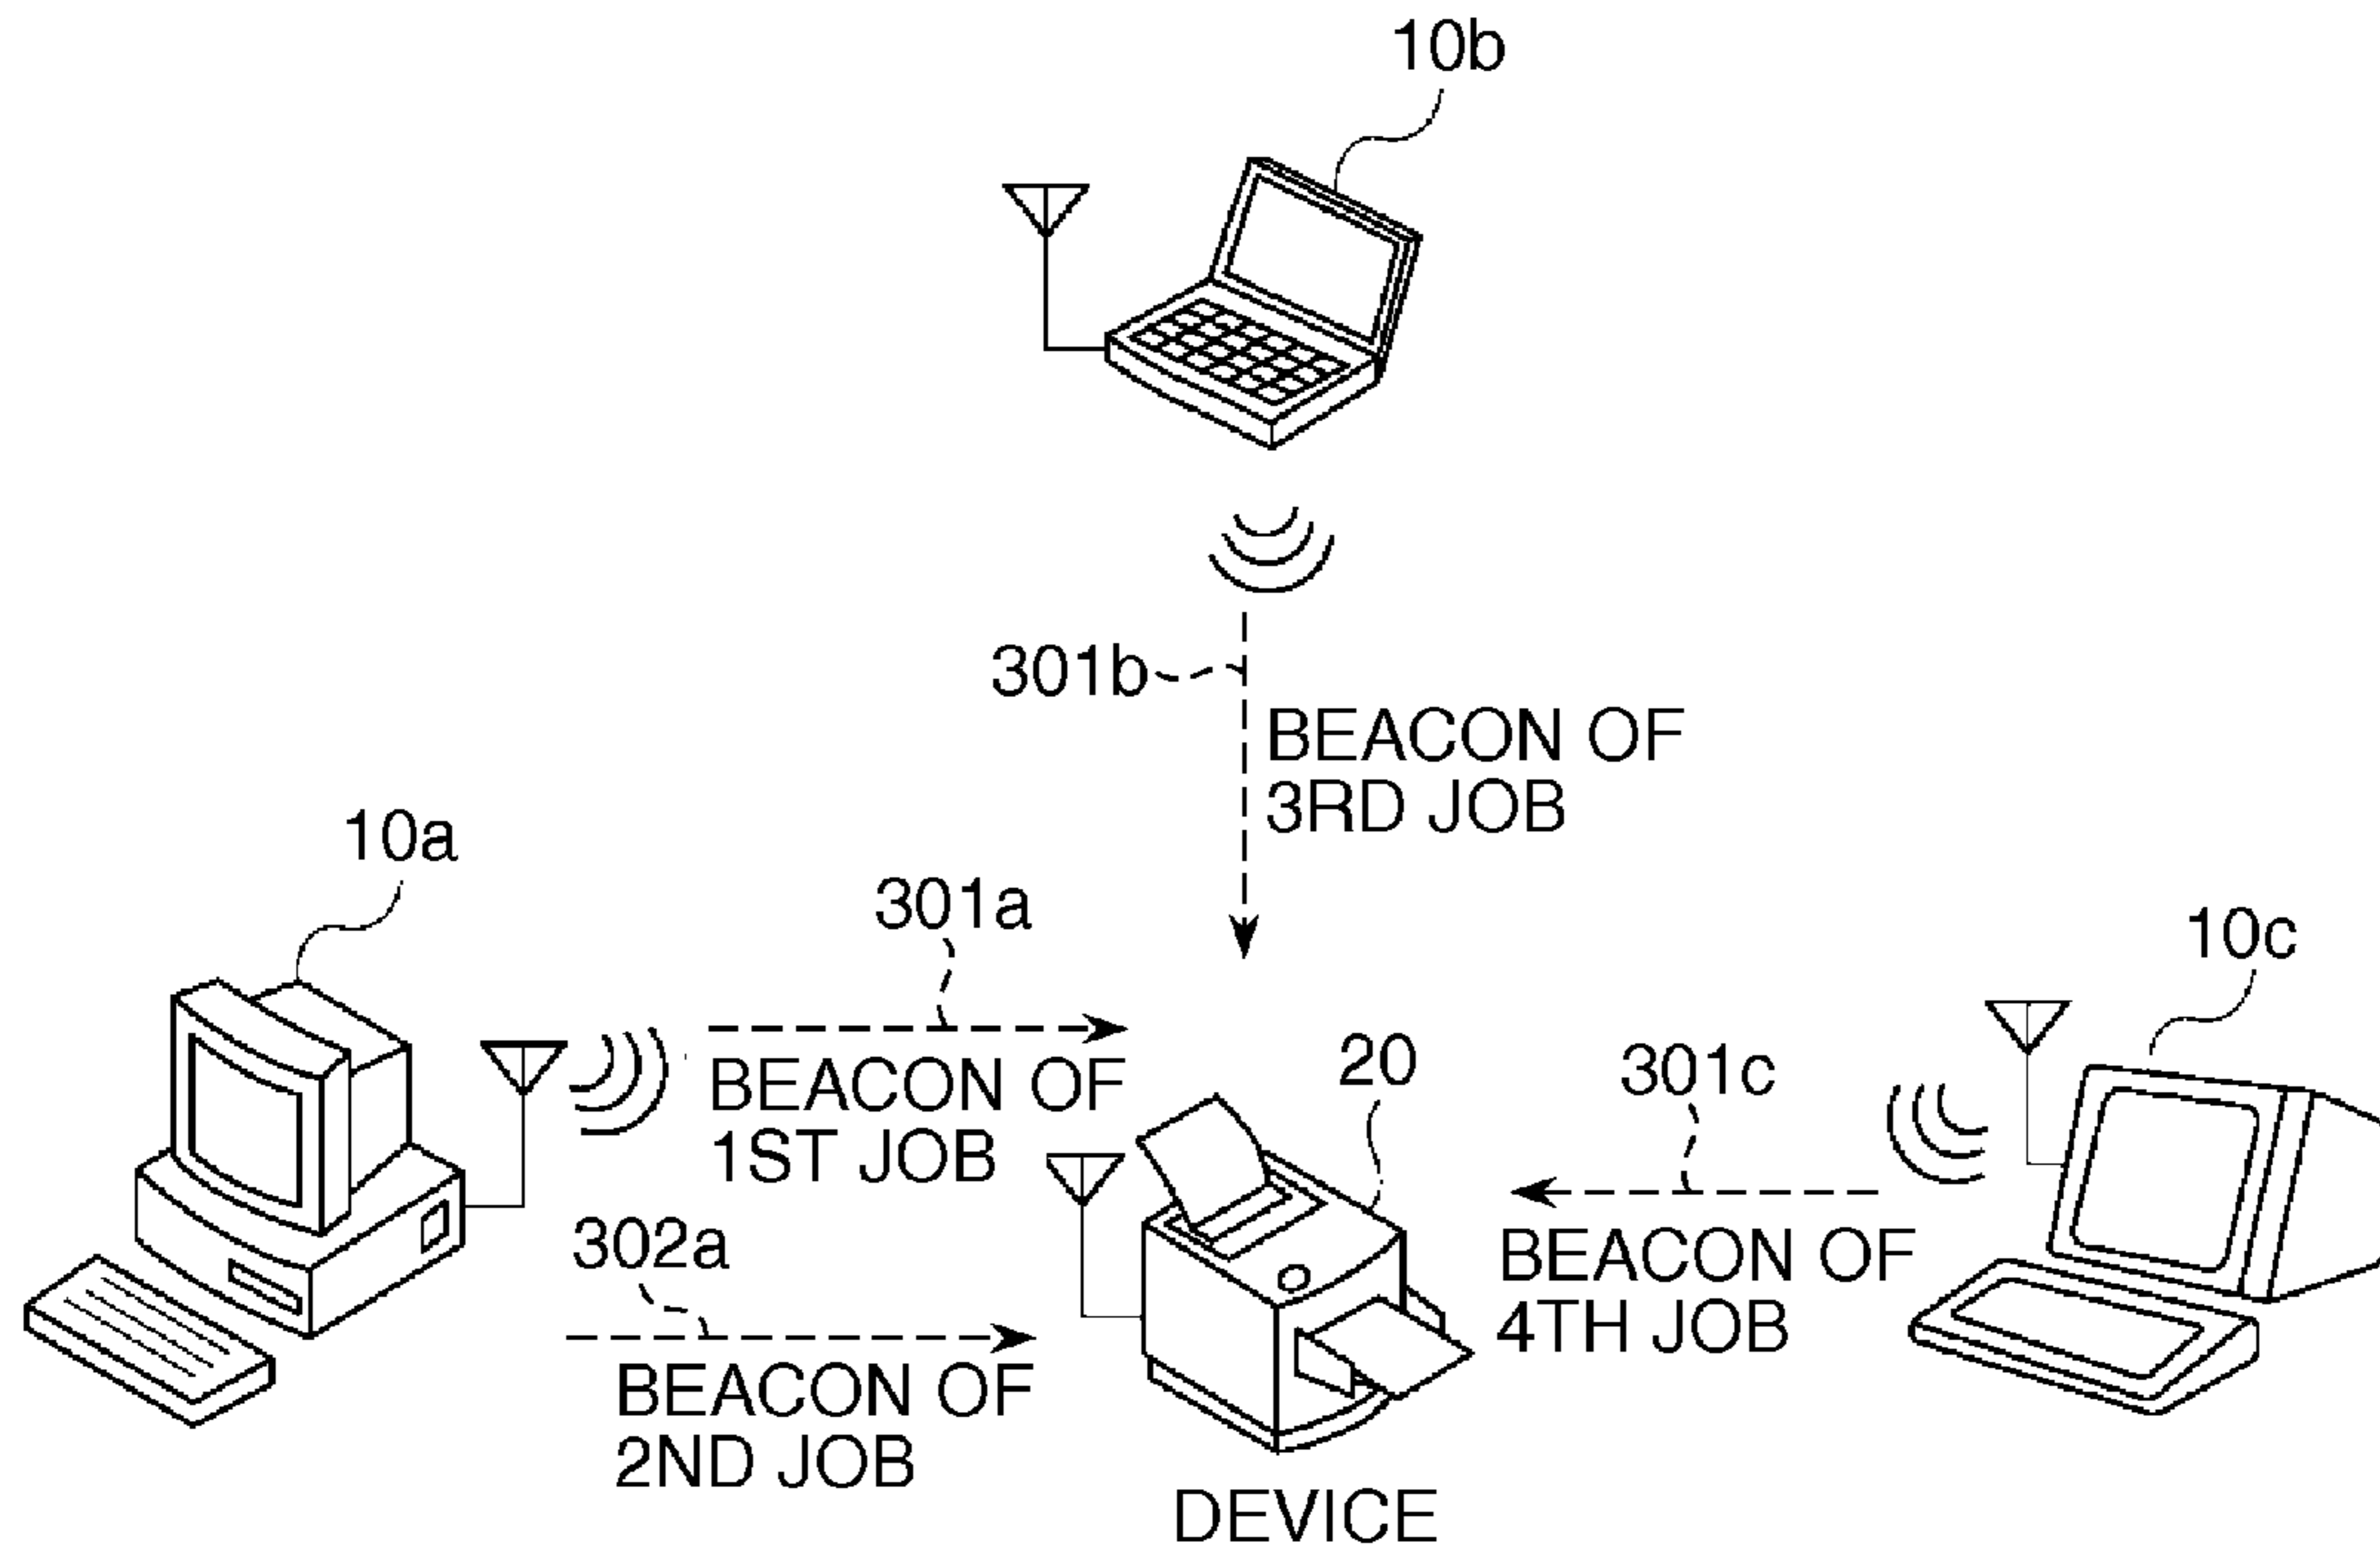 10b
301b
BEACON OF
3RD JOB
10a
301a
10c
BEACON OF
1ST JOB
20
301c
302a
BEACON OF
4TH JOB
BEACON OF
2ND JOB
DEVICE